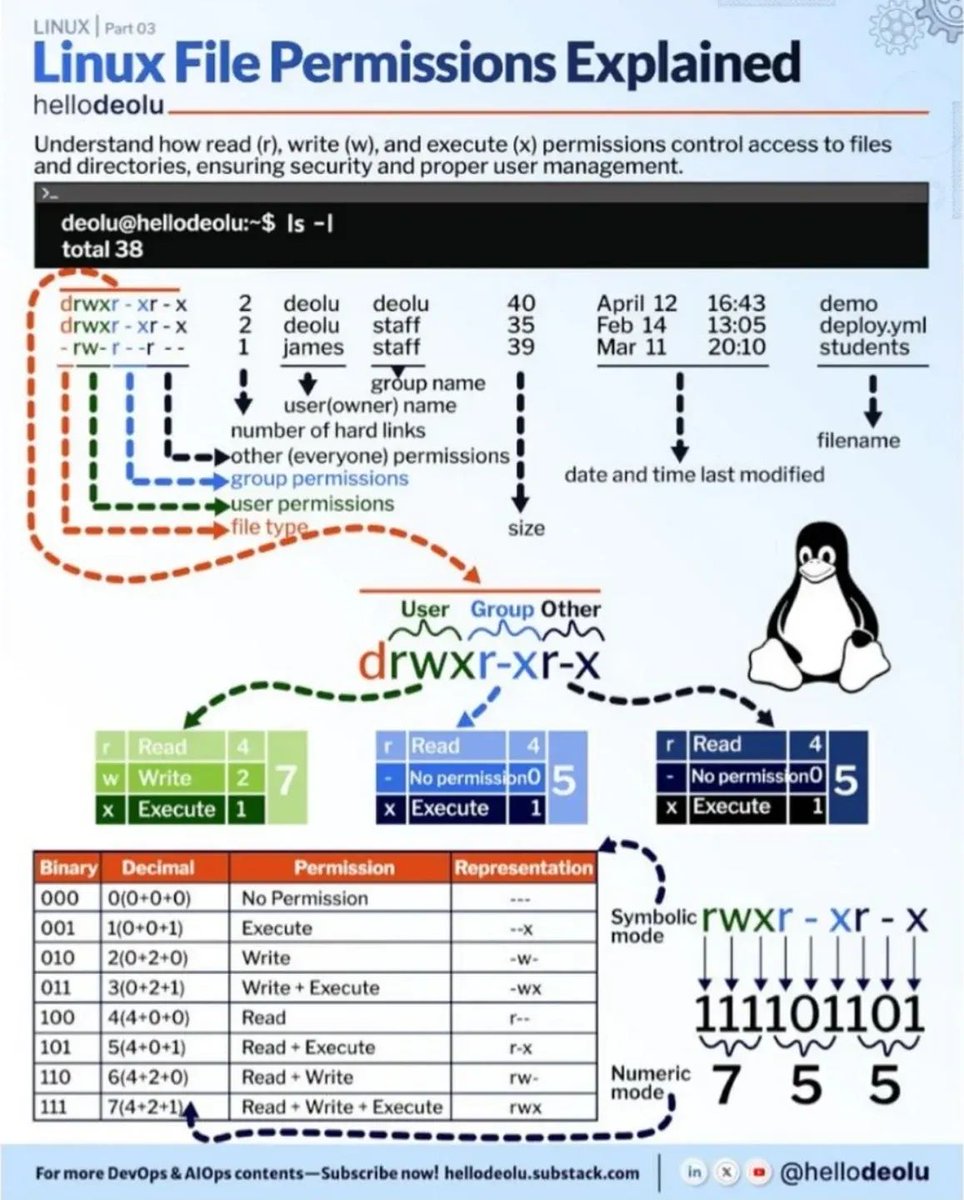 LINUX | Part 03
Linux File Permissions Explained
hellodeolu
Understand how read (r), write (w), and execute (x) permissions control access to files
and directories, ensuring security and proper user management.
>_
deolu@hellodeolu:~$ ls -l
total 38
drwxr-xr-x 2 deolu deolu 40 April 12 16:43 demo
drwxr-xr-x 2 deolu staff 35 Feb 14 13:05 deploy.yml
-rw-r--r-- 1 james staff 39 Mar 11 20:10 students
group name
user(owner) name
number of hard links
filename
other (everyone) permissions
date and time last modified
group permissions
user permissions
file type
size
User Group Other
drwxr-xr-x
r Read 4
w Write 2
x Execute 1
7
r Read 4
- No permission 0
x Execute 1
5
r Read 4
- No permission 0
x Execute 1
5
Binary Decimal Permission Representation
000 0(0+0+0) No Permission ---
001 1(0+0+1) Execute --x
010 2(0+2+0) Write -w-
011 3(0+2+1) Write + Execute -wx
100 4(4+0+0) Read r--
101 5(4+0+1) Read + Execute r-x
110 6(4+2+0) Read + Write rw-
111 7(4+2+1) Read + Write + Execute rwx
Symbolic
mode
rwxr-xr-x
111101101
Numeric
mode
7 5 5
For more DevOps & AIOps contents—Subscribe now! hellodeolu.substack.com | in X @hellodeolu